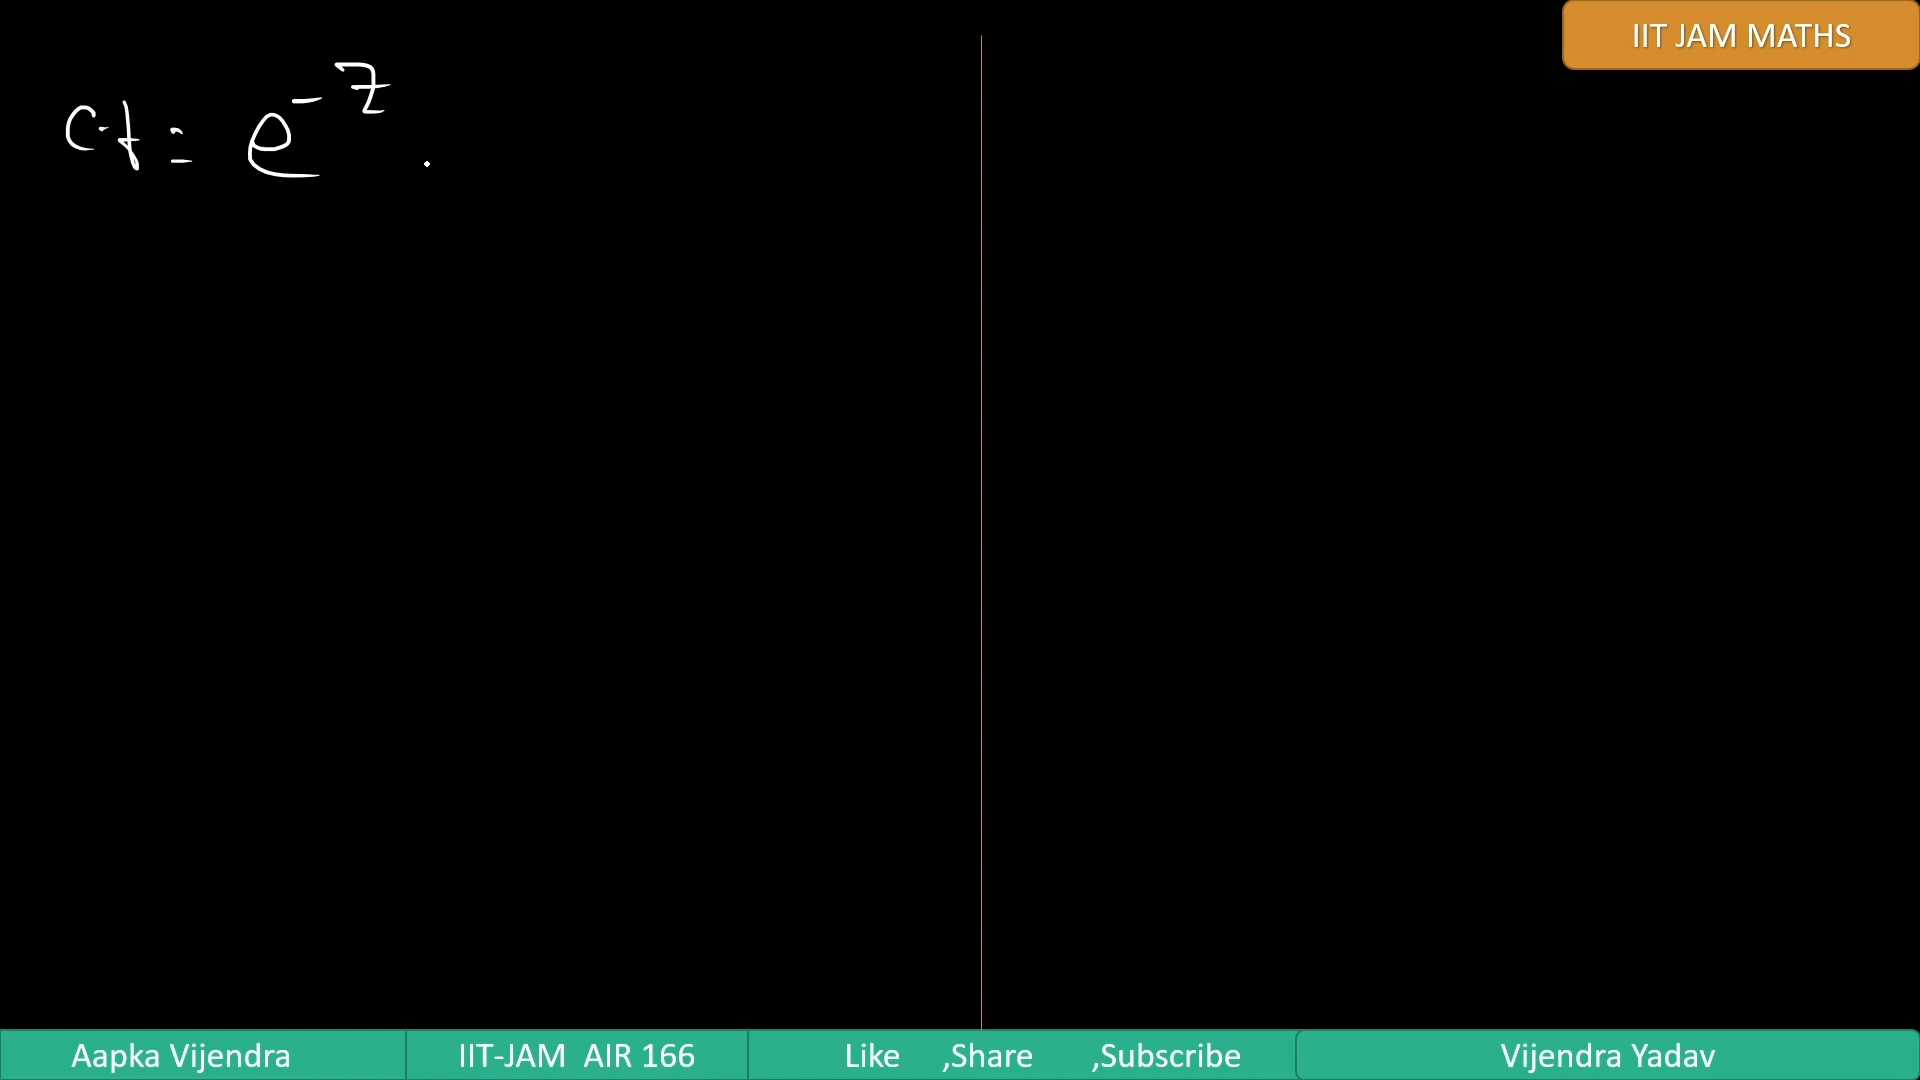 IIT JAM MATHS
C.f = e^{-z}
Aapka Vijendra
IIT-JAM AIR 166
Like ,Share ,Subscribe
Vijendra Yadav